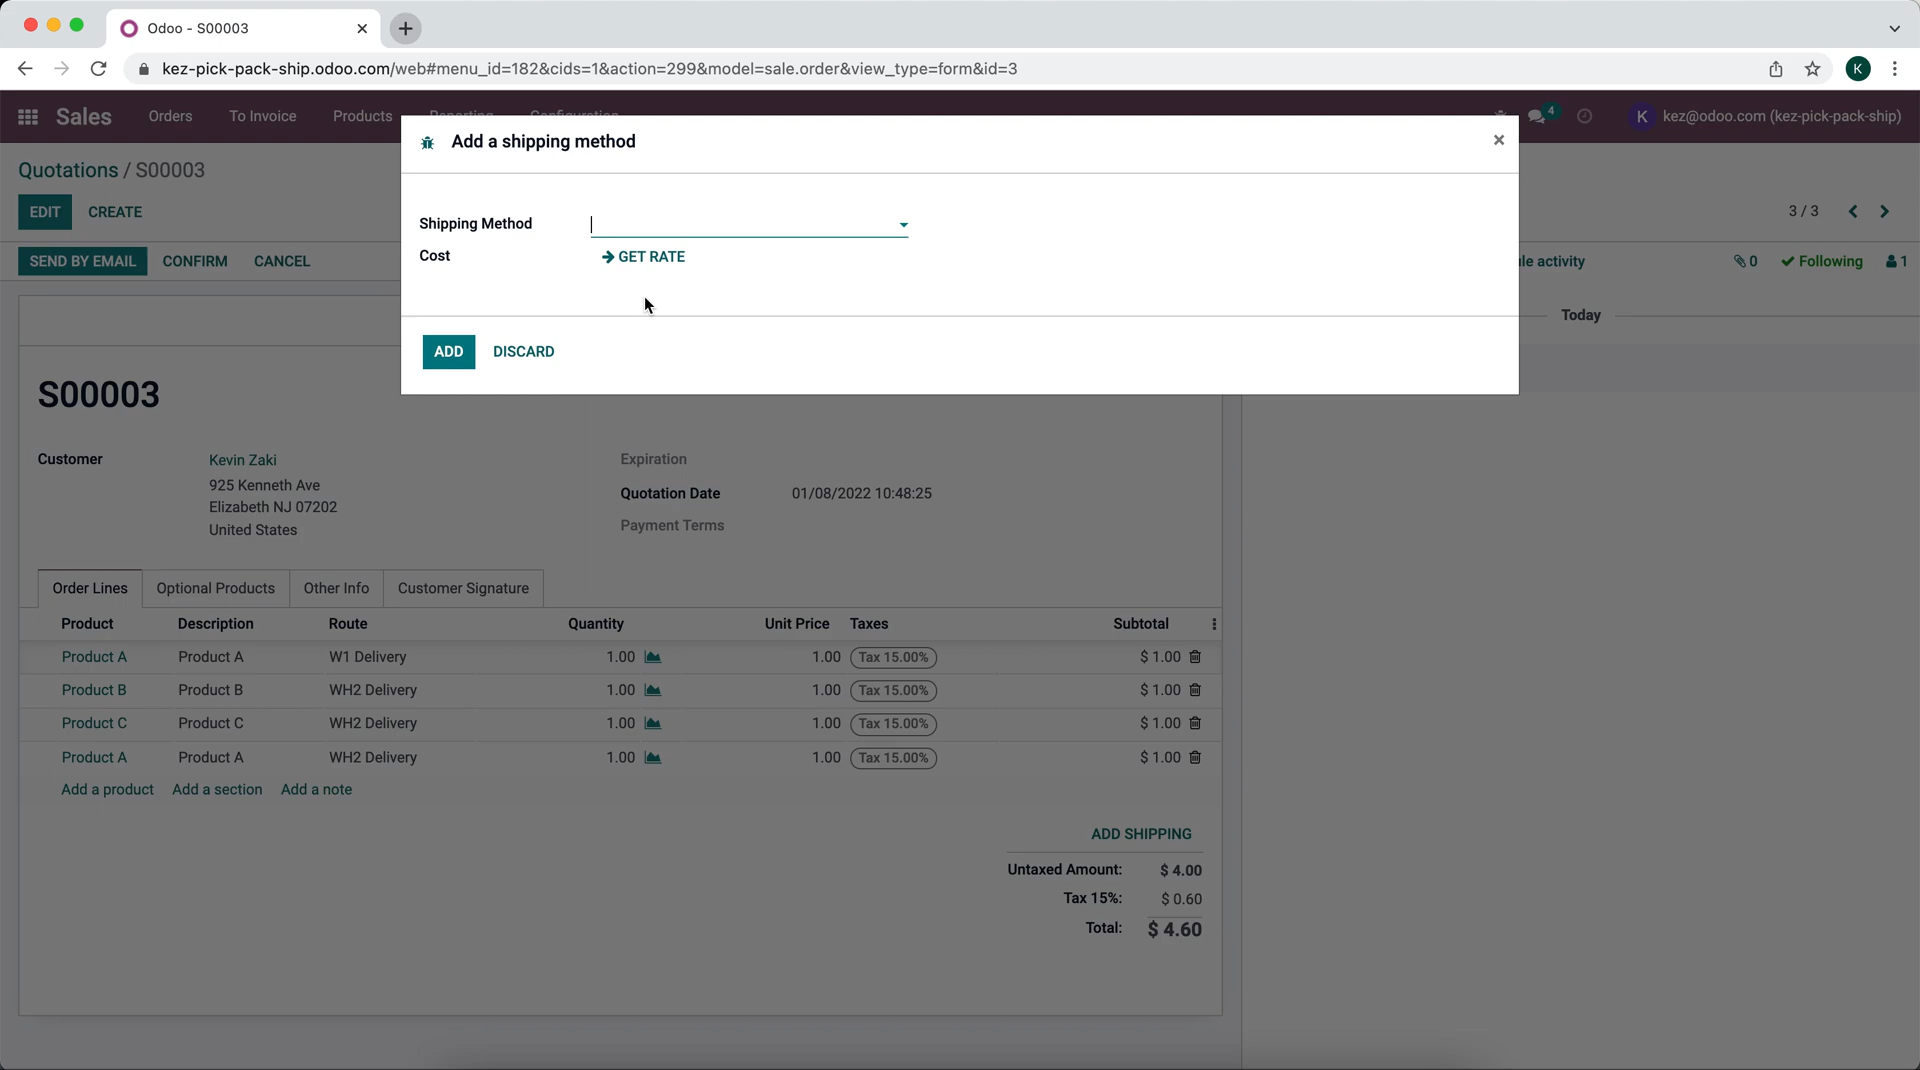 Odoo - S00003
kez-pick-pack-ship.odoo.com/web#menu_id=182&cids=1&action=299&model=sale.order&view_type=form&id=3
K
Sales Orders To Invoice Products Reporting Configuration 4 K kez@odoo.com (kez-pick-pack-ship)
Add a shipping method
Quotations / S00003
EDIT CREATE
3 / 3
Shipping Method
Cost GET RATE
SEND BY EMAIL CONFIRM CANCEL
activity 0 Following 1
Today
ADD DISCARD
S00003
Customer Kevin Zaki
925 Kenneth Ave
Elizabeth NJ 07202
United States
Expiration
Quotation Date 01/08/2022 10:48:25
Payment Terms
Order Lines Optional Products Other Info Customer Signature
Product Description Route Quantity Unit Price Taxes Subtotal
Product A Product A W1 Delivery 1.00 1.00 Tax 15.00% $ 1.00
Product B Product B WH2 Delivery 1.00 1.00 Tax 15.00% $ 1.00
Product C Product C WH2 Delivery 1.00 1.00 Tax 15.00% $ 1.00
Product A Product A WH2 Delivery 1.00 1.00 Tax 15.00% $ 1.00
Add a product Add a section Add a note
ADD SHIPPING
Untaxed Amount: $ 4.00
Tax 15%: $ 0.60
Total: $ 4.60